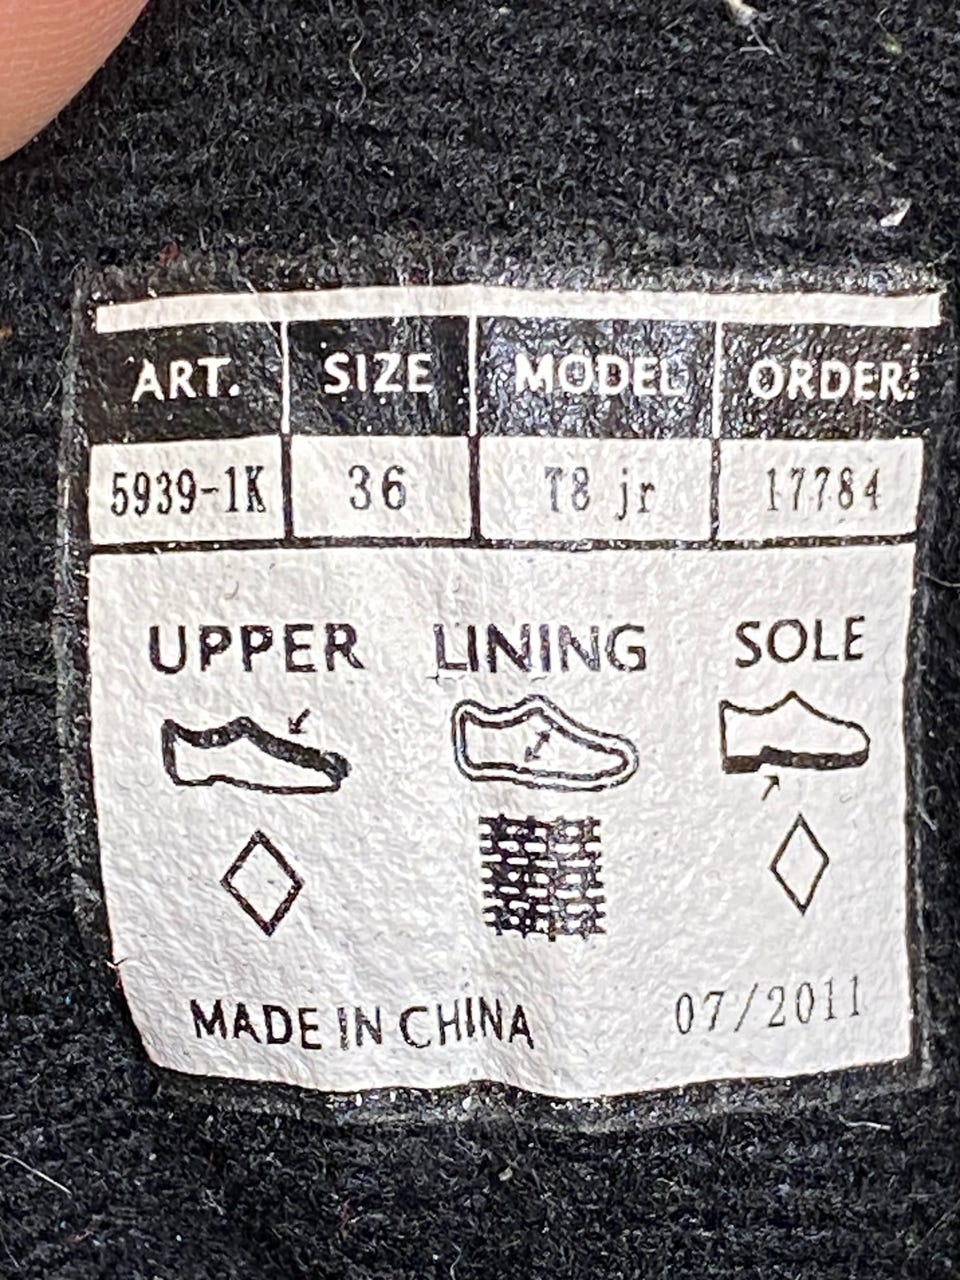 ART. SIZE MODEL ORDER:
5939-1K 36 T8 jr 17784
UPPER LINING SOLE
MADE IN CHINA 07/2011